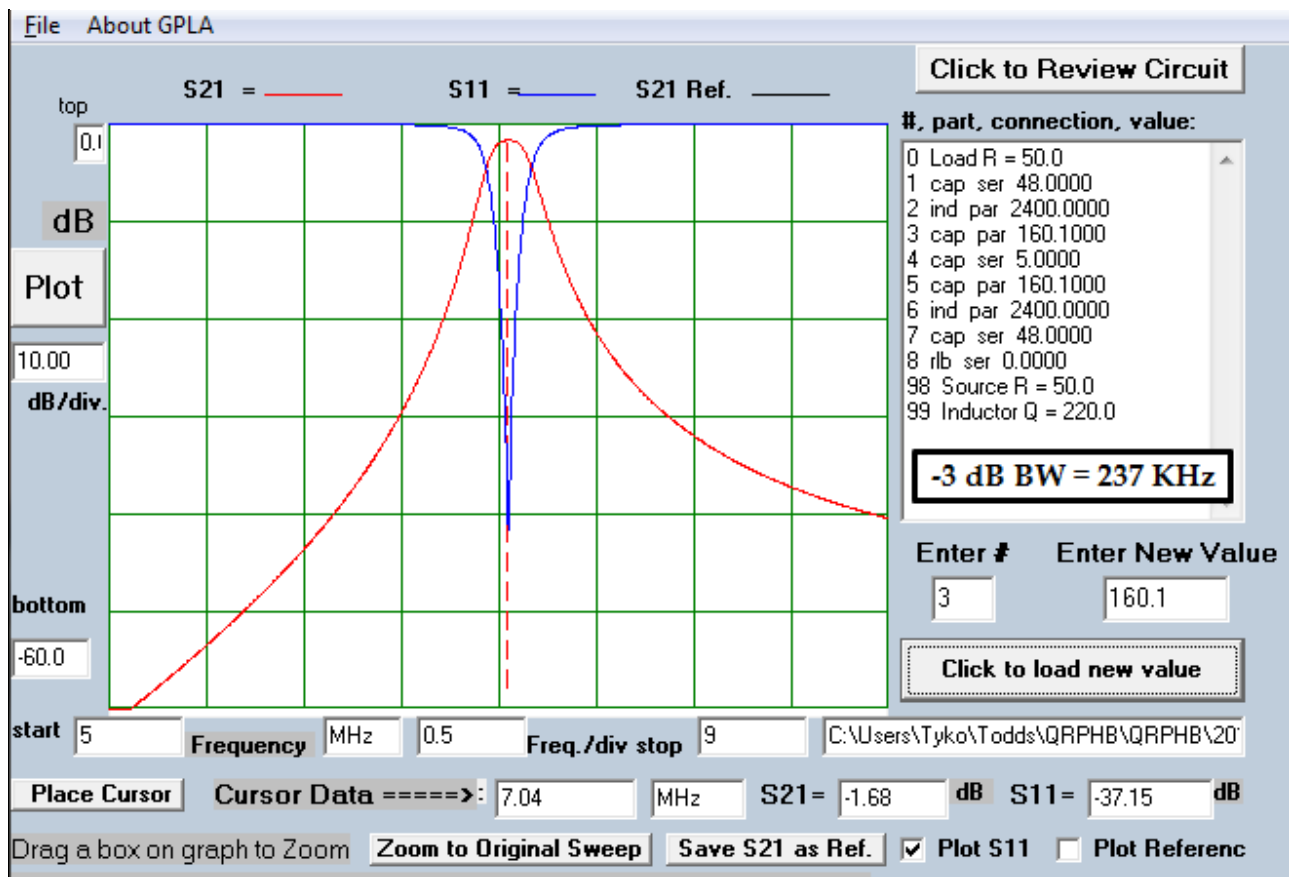 File About GPLA
Click to Review Circuit
S21 = S11 = S21 Ref.
top
0.
dB
Plot
10.00
dB/div.
bottom
-60.0
#, part, connection, value:
0 Load R = 50.0
1 cap ser 48.0000
2 ind par 2400.0000
3 cap par 160.1000
4 cap ser 5.0000
5 cap par 160.1000
6 ind par 2400.0000
7 cap ser 48.0000
8 rlb ser 0.0000
98 Source R = 50.0
99 Inductor Q = 220.0
-3 dB BW = 237 KHz
Enter # Enter New Value
3 160.1
Click to load new value
start 5 Frequency MHz 0.5 Freq./div stop 9 C:\Users\Tyko\Todds\QRPHB\QRPHB\20
Place Cursor Cursor Data =====>: 7.04 MHz S21= -1.68 dB S11= -37.15 dB
Drag a box on graph to Zoom Zoom to Original Sweep Save S21 as Ref. Plot S11 Plot Referenc